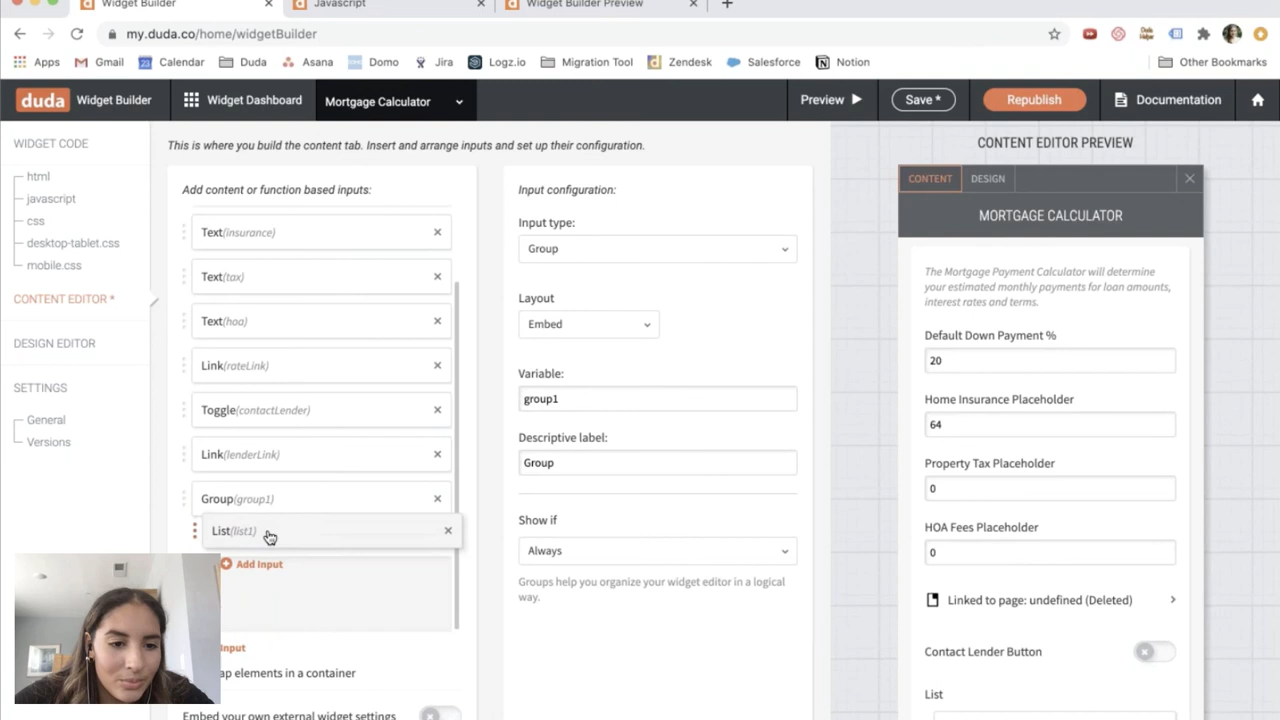 Widget Builder
Javascript
Widget Builder Preview
my.duda.co/home/widgetBuilder
Apps Gmail Calendar Duda Asana Domo Jira Logz.io Migration Tool Zendesk Salesforce Notion Other Bookmarks
duda Widget Builder Widget Dashboard Mortgage Calculator Preview Save * Republish Documentation
WIDGET CODE
html
javascript
css
desktop-tablet.css
mobile.css
CONTENT EDITOR *
DESIGN EDITOR
SETTINGS
General
Versions
This is where you build the content tab. Insert and arrange inputs and set up their configuration.
Add content or function based inputs:
Text(insurance)
Text(tax)
Text(hoa)
Link(rateLink)
Toggle(contactLender)
Link(lenderLink)
Group(group1)
List(list1)
Add Input
Input
ap elements in a container
Embed your own external widget settings
Input configuration:
Input type:
Group
Layout
Embed
Variable:
group1
Descriptive label:
Group
Show if
Always
Groups help you organize your widget editor in a logical
way.
CONTENT EDITOR PREVIEW
CONTENT DESIGN
MORTGAGE CALCULATOR
The Mortgage Payment Calculator will determine
your estimated monthly payments for loan amounts,
interest rates and terms.
Default Down Payment %
20
Home Insurance Placeholder
64
Property Tax Placeholder
0
HOA Fees Placeholder
0
Linked to page: undefined (Deleted)
Contact Lender Button
List